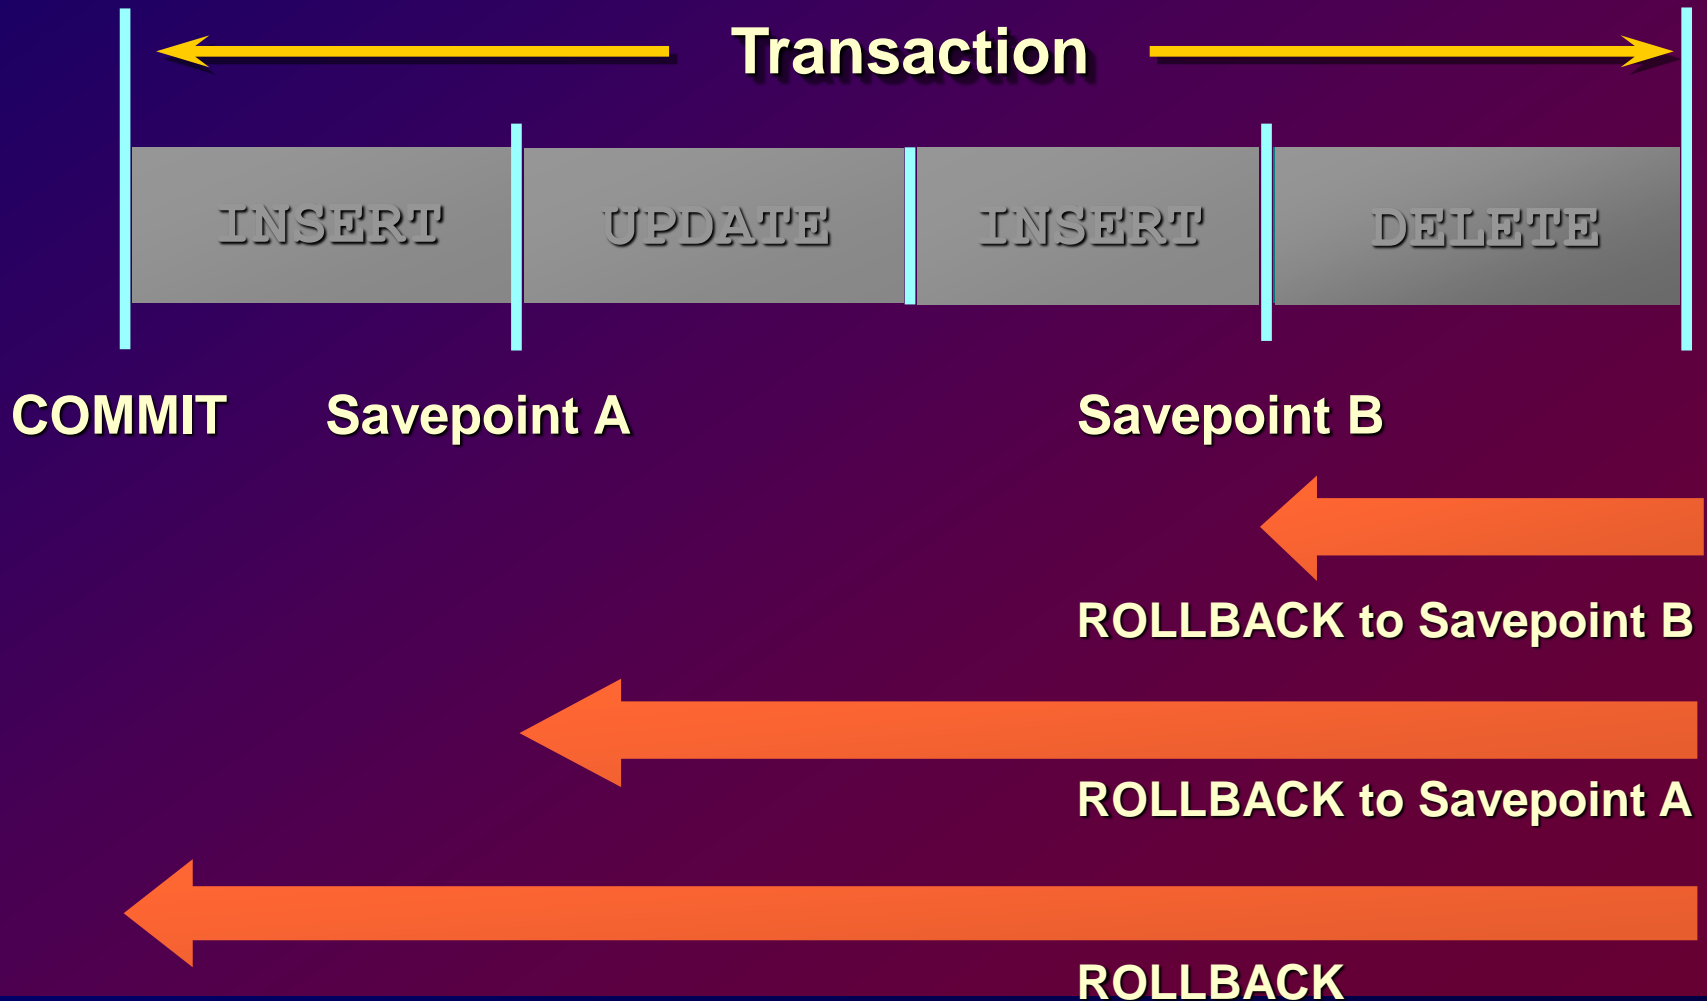 Transaction
INSERT UPDATE INSERT DELETE
COMMIT Savepoint A Savepoint B
ROLLBACK to Savepoint B
ROLLBACK to Savepoint A
ROLLBACK